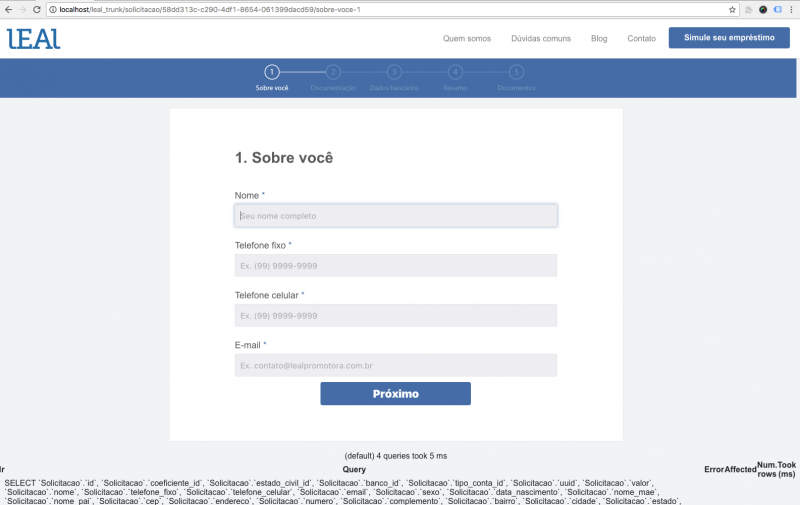 localhost/leal_trunk/solicitacao/58dd313c-c290-4df1-8654-061399dacd59/sobre-voce-1
lEAl
Quem somos Dúvidas comuns Blog Contato Simule seu empréstimo
1 2 3 4 5
Sobre você Documentação Dados bancários Resumo Documentos
1. Sobre você
Nome *
Seu nome completo
Telefone fixo *
Ex. (99) 9999-9999
Telefone celular *
Ex. (99) 9999-9999
E-mail *
Ex. contato@lealpromotora.com.br
Próximo
(default) 4 queries took 5 ms
Query Error Affected Num. rows Took (ms)
SELECT `Solicitacao`.`id`, `Solicitacao`.`coeficiente_id`, `Solicitacao`.`estado_civil_id`, `Solicitacao`.`banco_id`, `Solicitacao`.`tipo_conta_id`, `Solicitacao`.`uuid`, `Solicitacao`.`valor`,
`Solicitacao`.`nome`, `Solicitacao`.`telefone_fixo`, `Solicitacao`.`telefone_celular`, `Solicitacao`.`email`, `Solicitacao`.`sexo`, `Solicitacao`.`data_nascimento`, `Solicitacao`.`nome_mae`,
`Solicitacao`.`nome_pai`, `Solicitacao`.`cep`, `Solicitacao`.`endereco`, `Solicitacao`.`numero`, `Solicitacao`.`complemento`, `Solicitacao`.`bairro`, `Solicitacao`.`cidade`, `Solicitacao`.`estado`,